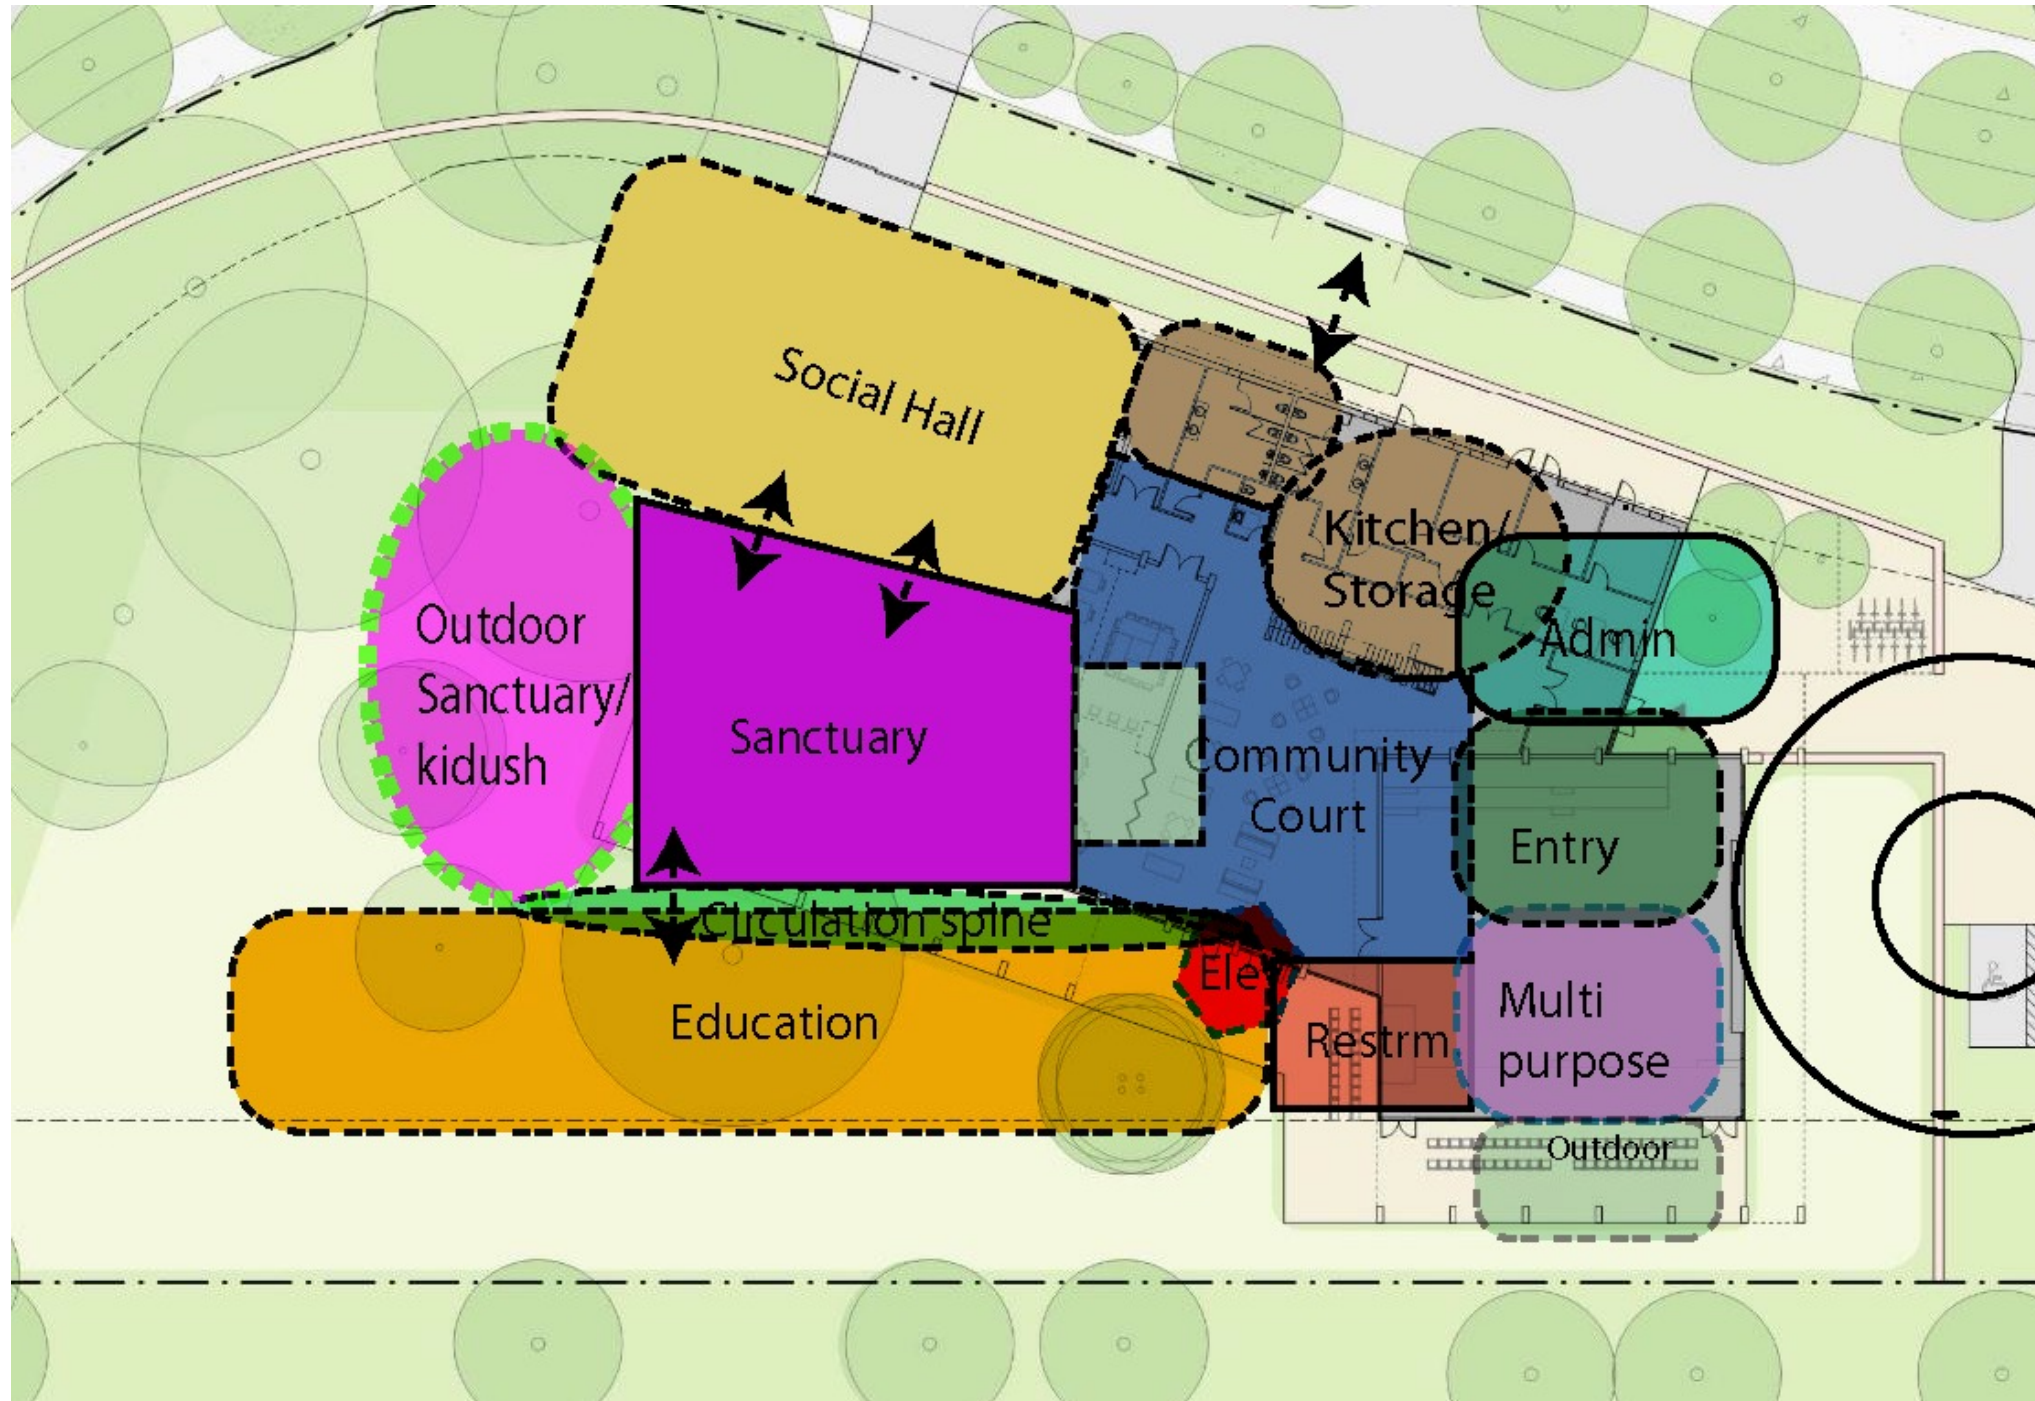 Social Hall
Kitchen/
Storage
Admin
Outdoor
Sanctuary/
kidush
Sanctuary
Community
Court
Entry
Circulation spine
Ele
Education
Restrm
Multi
purpose
Outdoor